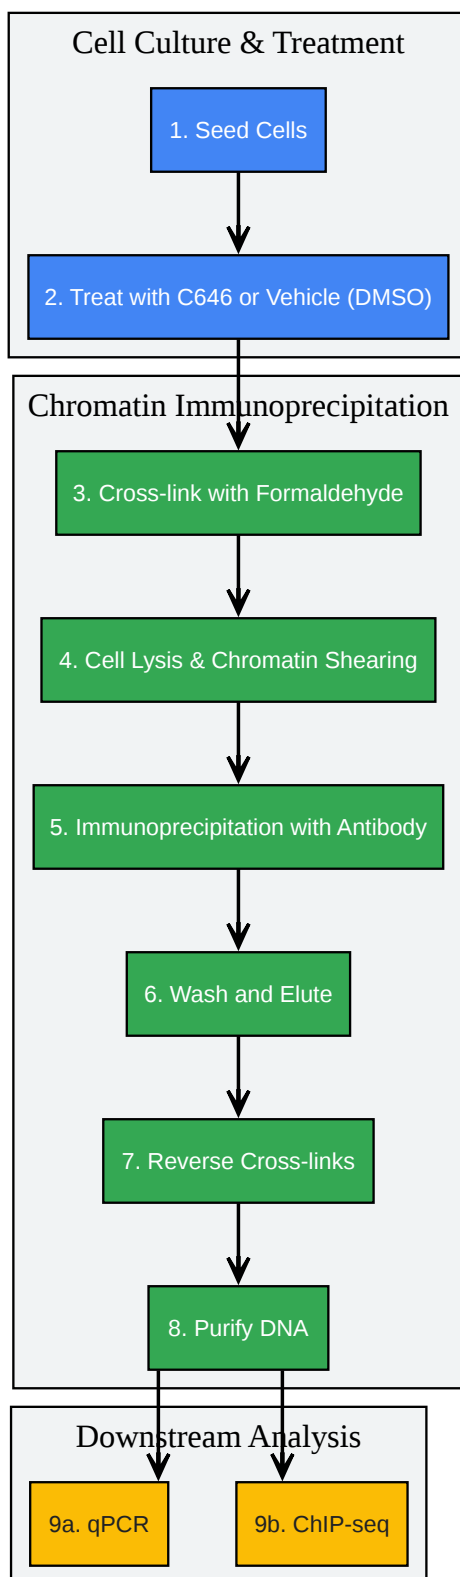 Cell Culture & Treatment
1. Seed Cells
2. Treat with C646 or Vehicle (DMSO)
Chromatin Immunoprecipitation
3. Cross-link with Formaldehyde
4. Cell Lysis & Chromatin Shearing
5. Immunoprecipitation with Antibody
6. Wash and Elute
7. Reverse Cross-links
8. Purify DNA
Downstream Analysis
9a. qPCR
9b. ChIP-seq